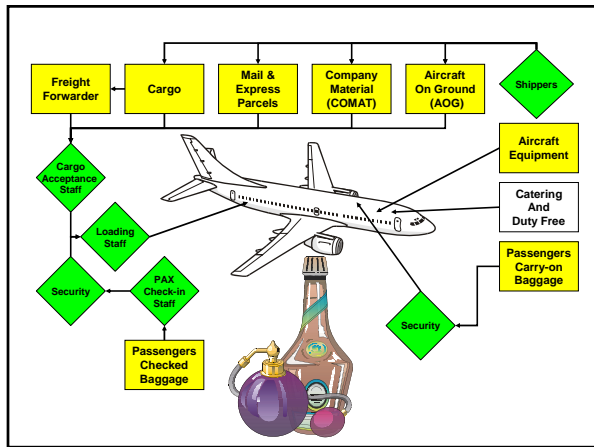 Freight
Forwarder
Cargo
Mail &
Express
Parcels
Company
Material
(COMAT)
Aircraft
On Ground
(AOG)
Shippers
Cargo
Acceptance
Staff
Aircraft
Equipment
Catering
And
Duty Free
Loading
Staff
Passengers
Carry-on
Baggage
Security
PAX
Check-in
Staff
Security
Passengers
Checked
Baggage